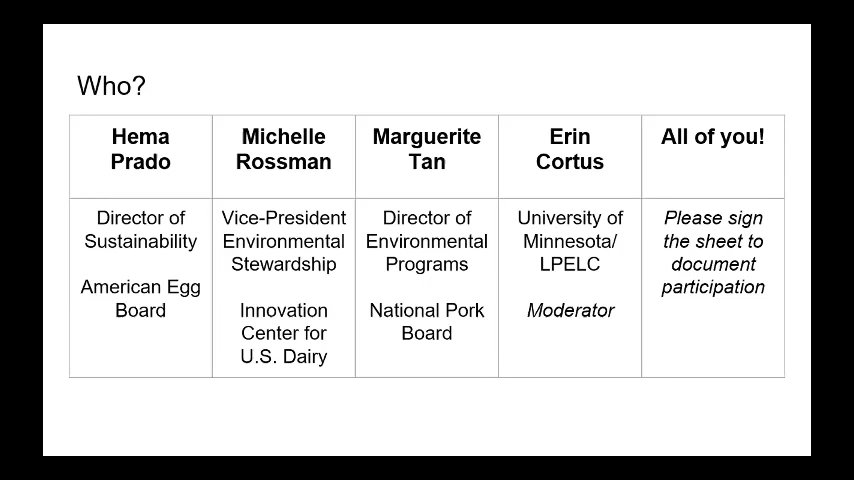 Who?
Hema
Prado
Michelle
Rossman
Marguerite
Tan
Erin
Cortus
All of you!
Director of
Sustainability
American Egg
Board
Vice-President
Environmental
Stewardship
Innovation
Center for
U.S. Dairy
Director of
Environmental
Programs
National Pork
Board
University of
Minnesota/
LPELC
Moderator
Please sign
the sheet to
document
participation